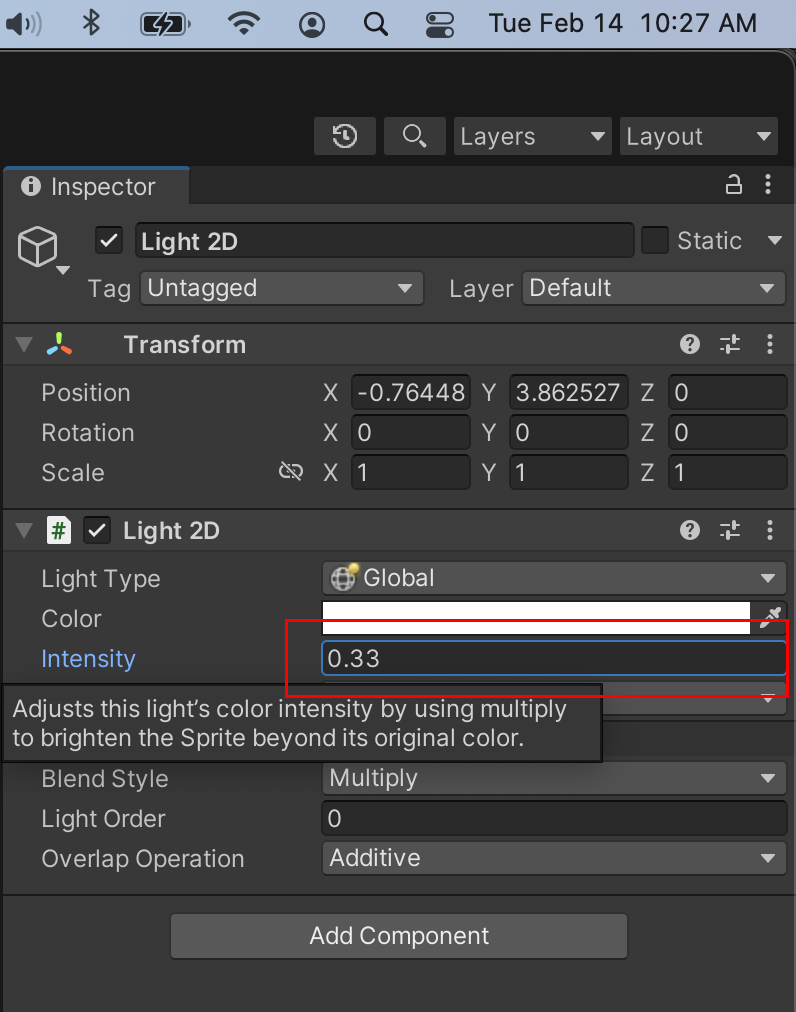 Tue Feb 14 10:27 AM
Layers Layout
Inspector
Light 2D Static
Tag Untagged Layer Default
Transform
Position X -0.76448 Y 3.862527 Z 0
Rotation X 0 Y 0 Z 0
Scale X 1 Y 1 Z 1
# Light 2D
Light Type Global
Color
Intensity 0.33
Adjusts this light’s color intensity by using multiply
to brighten the Sprite beyond its original color.
Blend Style Multiply
Light Order 0
Overlap Operation Additive
Add Component